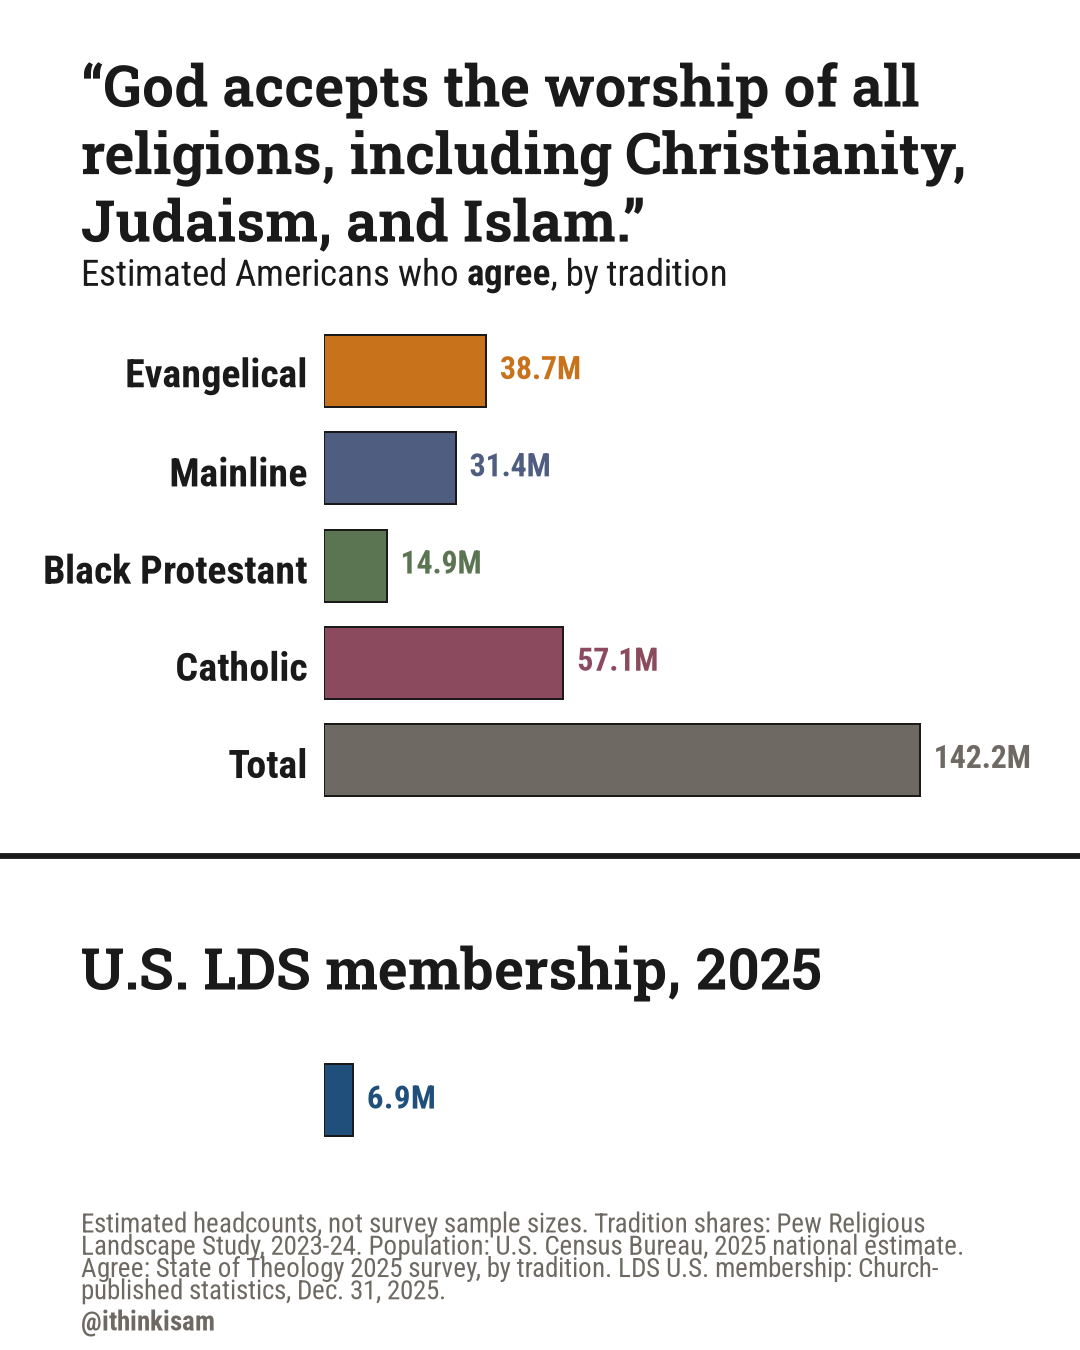 “God accepts the worship of all
religions, including Christianity,
Judaism, and Islam.”
Estimated Americans who agree, by tradition
Evangelical 38.7M
Mainline 31.4M
Black Protestant 14.9M
Catholic 57.1M
Total 142.2M
U.S. LDS membership, 2025
6.9M
Estimated headcounts, not survey sample sizes. Tradition shares: Pew Religious
Landscape Study, 2023-24. Population: U.S. Census Bureau, 2025 national estimate.
Agree: State of Theology 2025 survey, by tradition. LDS U.S. membership: Church-
published statistics, Dec. 31, 2025.
@ithinkisam